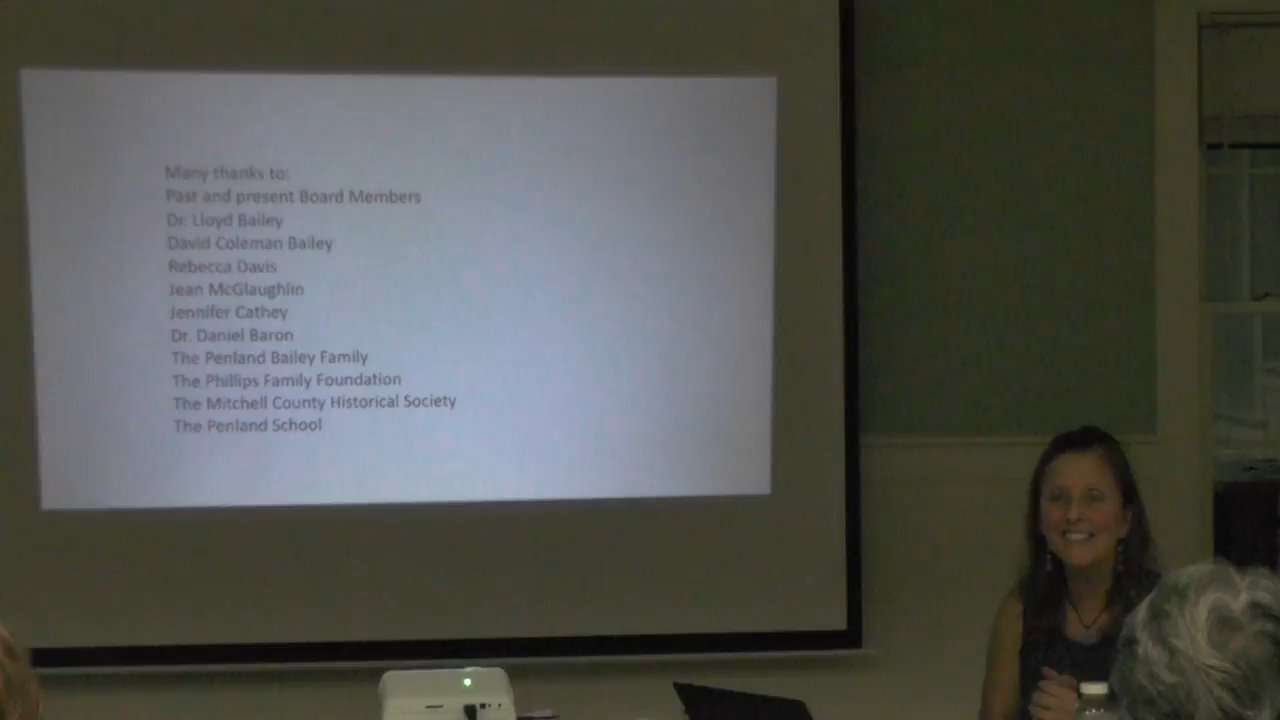 Many thanks to:
Past and present Board Members
Dr. Lloyd Bailey
David Coleman Bailey
Rebecca Davis
Jean McGlaughlin
Jennifer Cathey
Dr. Daniel Baron
The Penland Bailey Family
The Phillips Family Foundation
The Mitchell County Historical Society
The Penland School